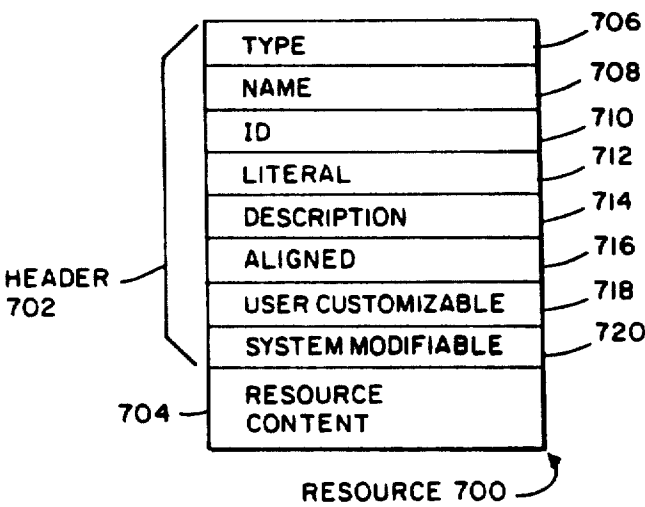 TYPE 706
NAME 708
ID 710
LITERAL 712
DESCRIPTION 714
ALIGNED 716
HEADER
702
USER CUSTOMIZABLE 718
SYSTEM MODIFIABLE 720
704
RESOURCE
CONTENT
RESOURCE 700